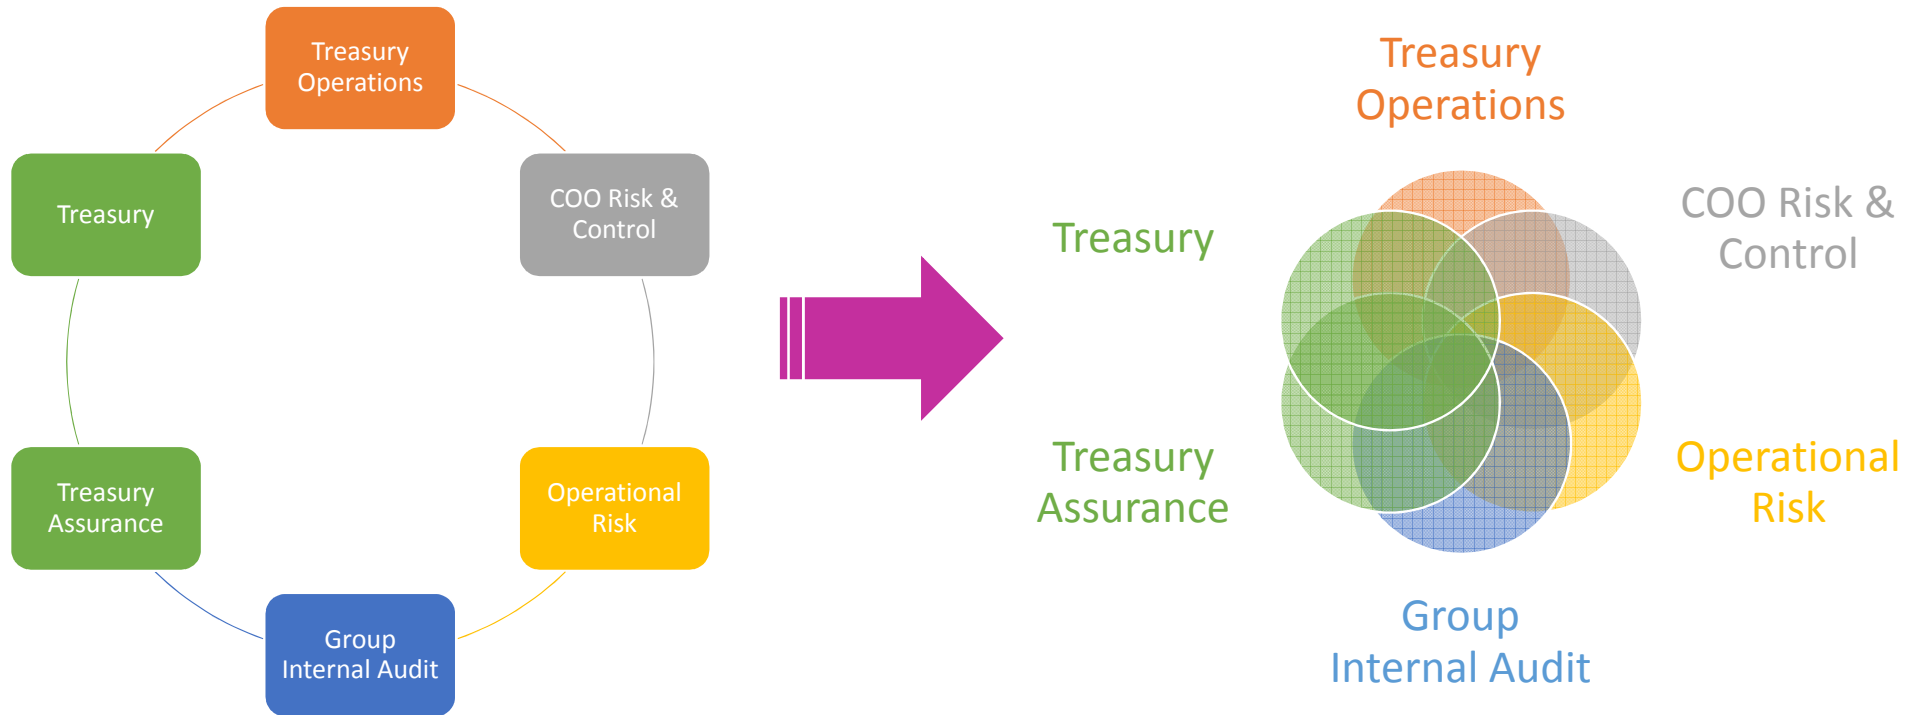 Treasury
Operations
COO Risk &
Control
Operational
Risk
Group
Internal Audit
Treasury
Assurance
Treasury
Treasury
Operations
COO Risk &
Control
Operational
Risk
Group
Internal Audit
Treasury
Assurance
Treasury